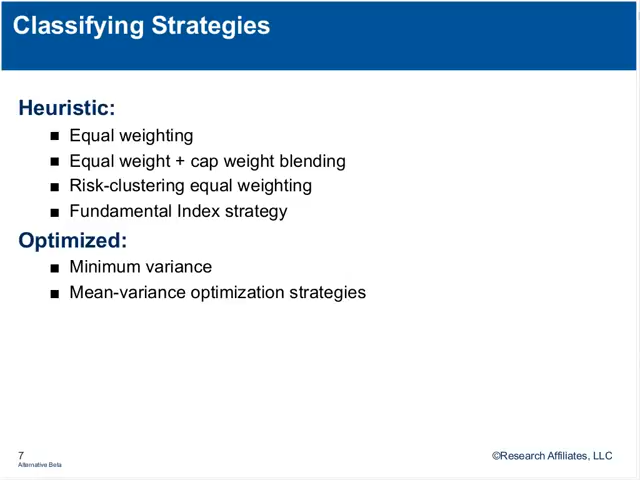 Classifying Strategies
Heuristic:
■ Equal weighting
■ Equal weight + cap weight blending
■ Risk-clustering equal weighting
■ Fundamental Index strategy
Optimized:
■ Minimum variance
■ Mean-variance optimization strategies
7
©Research Affiliates, LLC
Alternative Beta